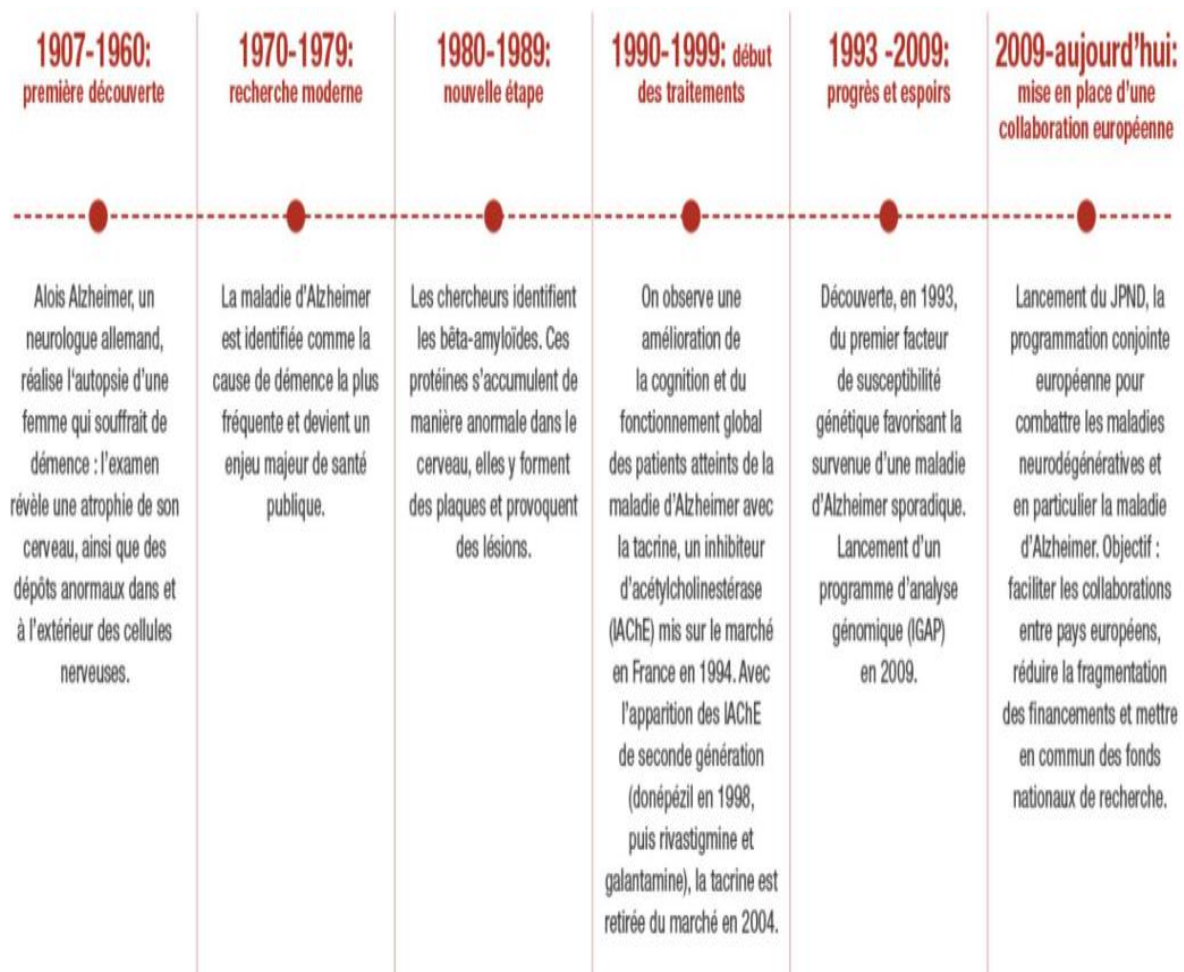 1907-1960:
première découverte
Alois Alzheimer, un
neurologue allemand,
réalise l'autopsie d'une
femme qui souffrait de
démence : l'examen
révèle une atrophie de son
cerveau, ainsi que des
dépôts anormaux dans et
à l'extérieur des cellules
nerveuses.
1970-1979:
recherche moderne
La maladie d'Alzheimer
est identifiée comme la
cause de démence la plus
fréquente et devient un
enjeu majeur de santé
publique.
1980-1989:
nouvelle étape
Les chercheurs identifient
les bêta-amyloïdes. Ces
protéines s'accumulent de
manière anormale dans le
cerveau, elles y forment
des plaques et provoquent
des lésions.
1990-1999: début
des traitements
On observe une
amélioration de
la cognition et du
fonctionnement global
des patients atteints de la
maladie d'Alzheimer avec
la tacrine, un inhibiteur
d'acétylcholinestérase
(IAChE) mis sur le marché
en France en 1994. Avec
l'apparition des IAChE
de seconde génération
(donépézil en 1998,
puis rivastigmine et
galantamine), la tacrine est
retirée du marché en 2004.
1993 -2009:
progrès et espoirs
Découverte, en 1993,
du premier facteur
de susceptibilité
génétique favorisant la
survenue d'une maladie
d'Alzheimer sporadique.
Lancement d'un
programme d'analyse
génomique (IGAP)
en 2009.
2009-aujourd'hui:
mise en place d'une
collaboration européenne
Lancement du JPND, la
programmation conjointe
européenne pour
combattre les maladies
neurodégénératives et
en particulier la maladie
d'Alzheimer. Objectif :
faciliter les collaborations
entre pays européens,
réduire la fragmentation
des financements et mettre
en commun des fonds
nationaux de recherche.